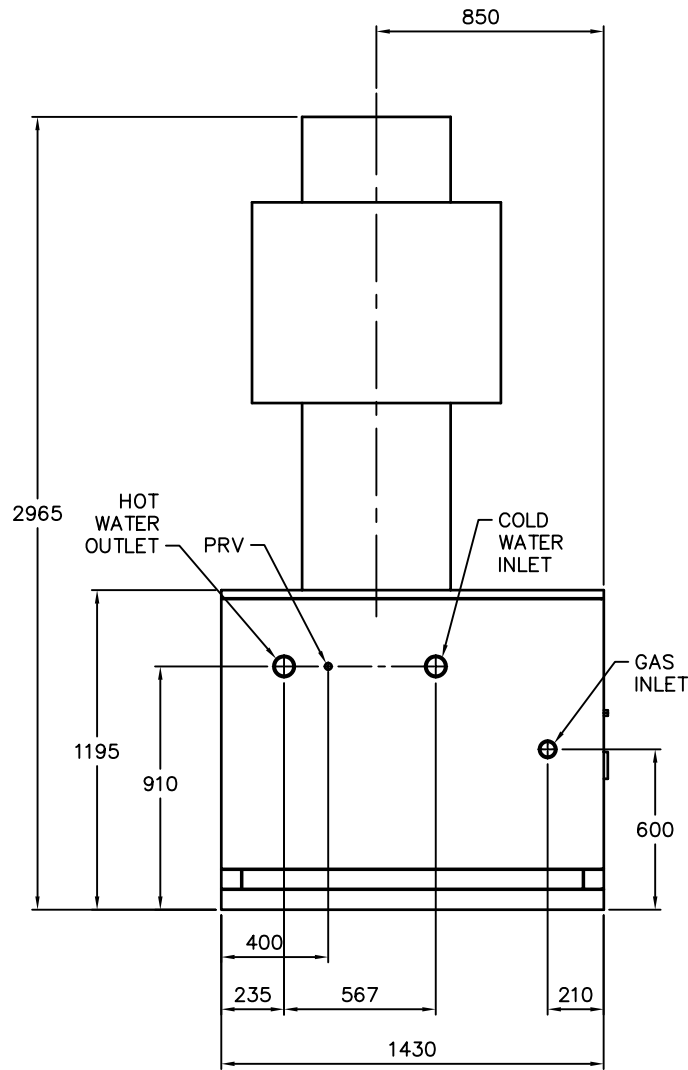 850
2965
HOT
WATER
OUTLET
PRV
COLD
WATER
INLET
GAS
INLET
1195
910
600
400
235
567
210
1430